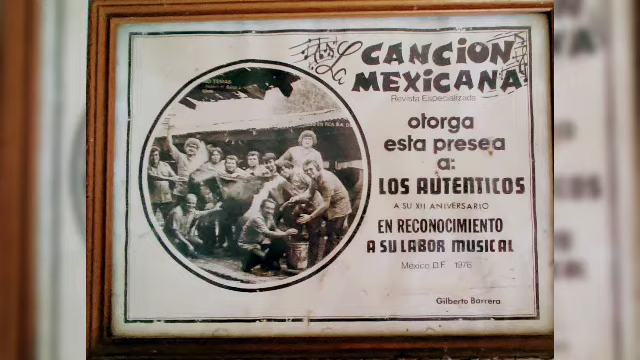 La CANCION
MEXICANA
Revista Especializada
otorga
esta presea
a:
LOS AUTENTICOS
A SU XII ANIVERSARIO
EN RECONOCIMIENTO
A SU LABOR MUSICAL
México D.F. 1976
Gilberto Barrera